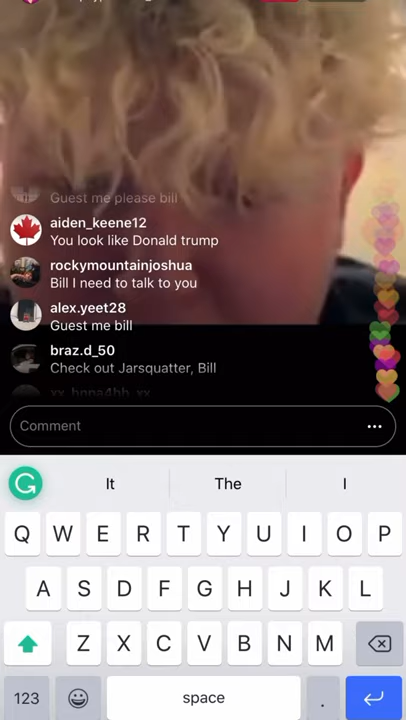 Guest me please bill
aiden_keene12
You look like Donald trump
rockymountainjoshua
Bill I need to talk to you
alex.yeet28
Guest me bill
braz.d_50
Check out Jarsquatter, Bill
Comment
It The I
Q W E R T Y U I O P
A S D F G H J K L
Z X C V B N M
123 space .